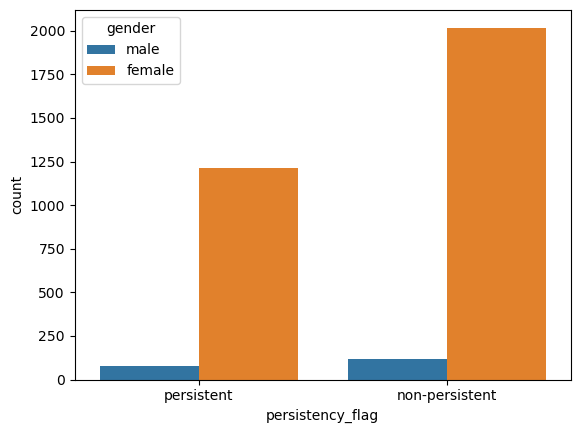 gender
male
female
2000
1750
1500
1250
1000
750
500
250
0
count
persistent
non-persistent
persistency_flag